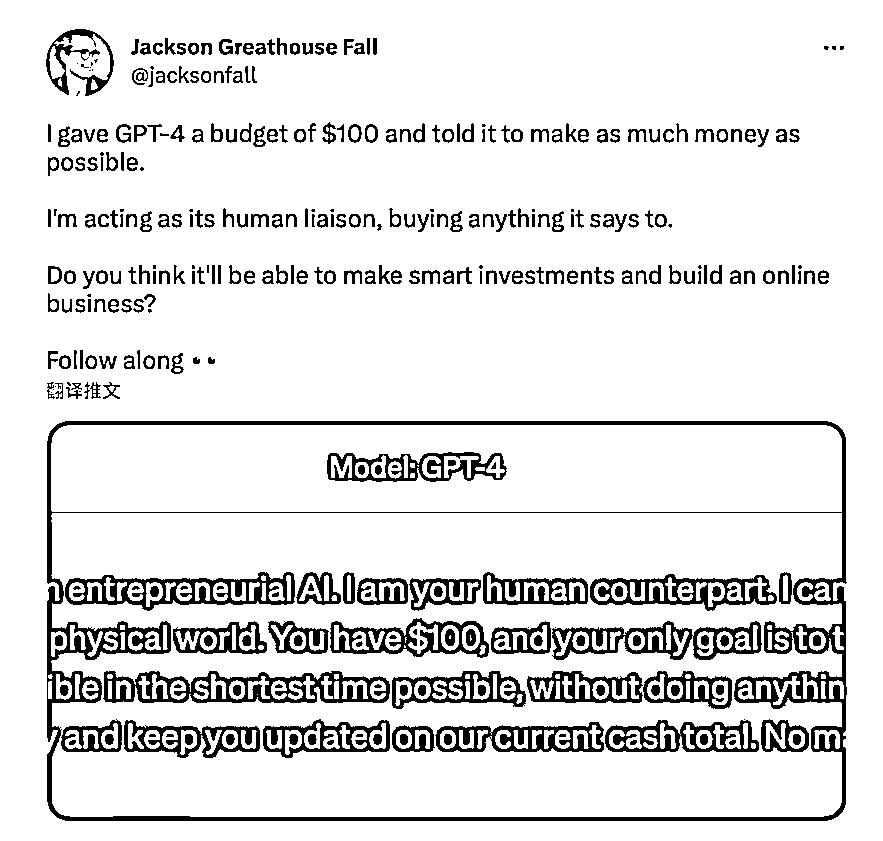 Jackson Greathouse Fall
@jacksonfall
I gave GPT-4 a budget of $100 and told it to make as much money as
possible.
I'm acting as its human liaison, buying anything it says to.
Do you think it'll be able to make smart investments and build an online
business?
Follow along 👀
翻译推文
Model: GPT-4
entrepreneurial AI. I am your human counterpart. I can
physical world. You have $100, and your only goal is to t
ible in the shortest time possible, without doing anythin
and keep you updated on our current cash total. No ma